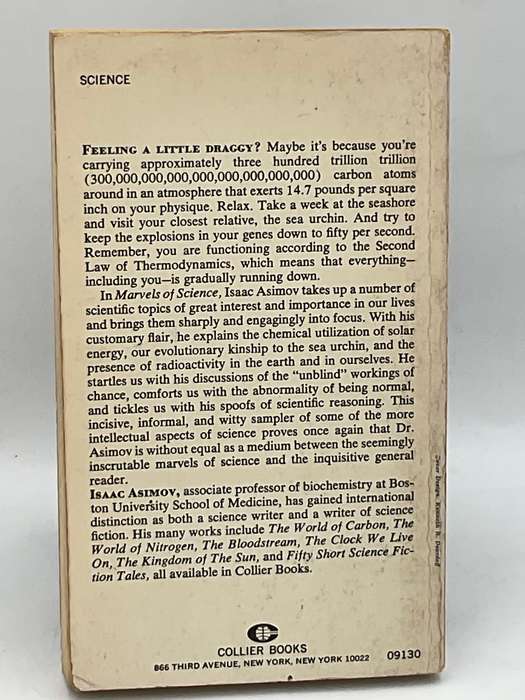 SCIENCE
FEELING A LITTLE DRAGGY? Maybe it's because you're
carrying approximately three hundred trillion trillion
(300,000,000,000,000,000,000,000,000) carbon atoms
around in an atmosphere that exerts 14.7 pounds per square
inch on your physique. Relax. Take a week at the seashore
and visit your closest relative, the sea urchin. And try to
keep the explosions in your genes down to fifty per second.
Remember, you are functioning according to the Second
Law of Thermodynamics, which means that everything—
including you—is gradually running down.
In Marvels of Science, Isaac Asimov takes up a number of
scientific topics of great interest and importance in our lives
and brings them sharply and engagingly into focus. With his
customary flair, he explains the chemical utilization of solar
energy, our evolutionary kinship to the sea urchin, and the
presence of radioactivity in the earth and in ourselves. He
startles us with his discussions of the "unblind" workings of
chance, comforts us with the abnormality of being normal,
and tickles us with his spoofs of scientific reasoning. This
incisive, informal, and witty sampler of some of the more
intellectual aspects of science proves once again that Dr.
Asimov is without equal as a medium between the seemingly
inscrutable marvels of science and the inquisitive general
reader.
ISAAC ASIMOV, associate professor of biochemistry at Bos-
ton University School of Medicine, has gained international
distinction as both a science writer and a writer of science
fiction. His many works include The World of Carbon, The
World of Nitrogen, The Bloodstream, The Clock We Live
On, The Kingdom of The Sun, and Fifty Short Science Fic-
tion Tales, all available in Collier Books.
COLLIER BOOKS
866 THIRD AVENUE, NEW YORK, NEW YORK 10022
09130